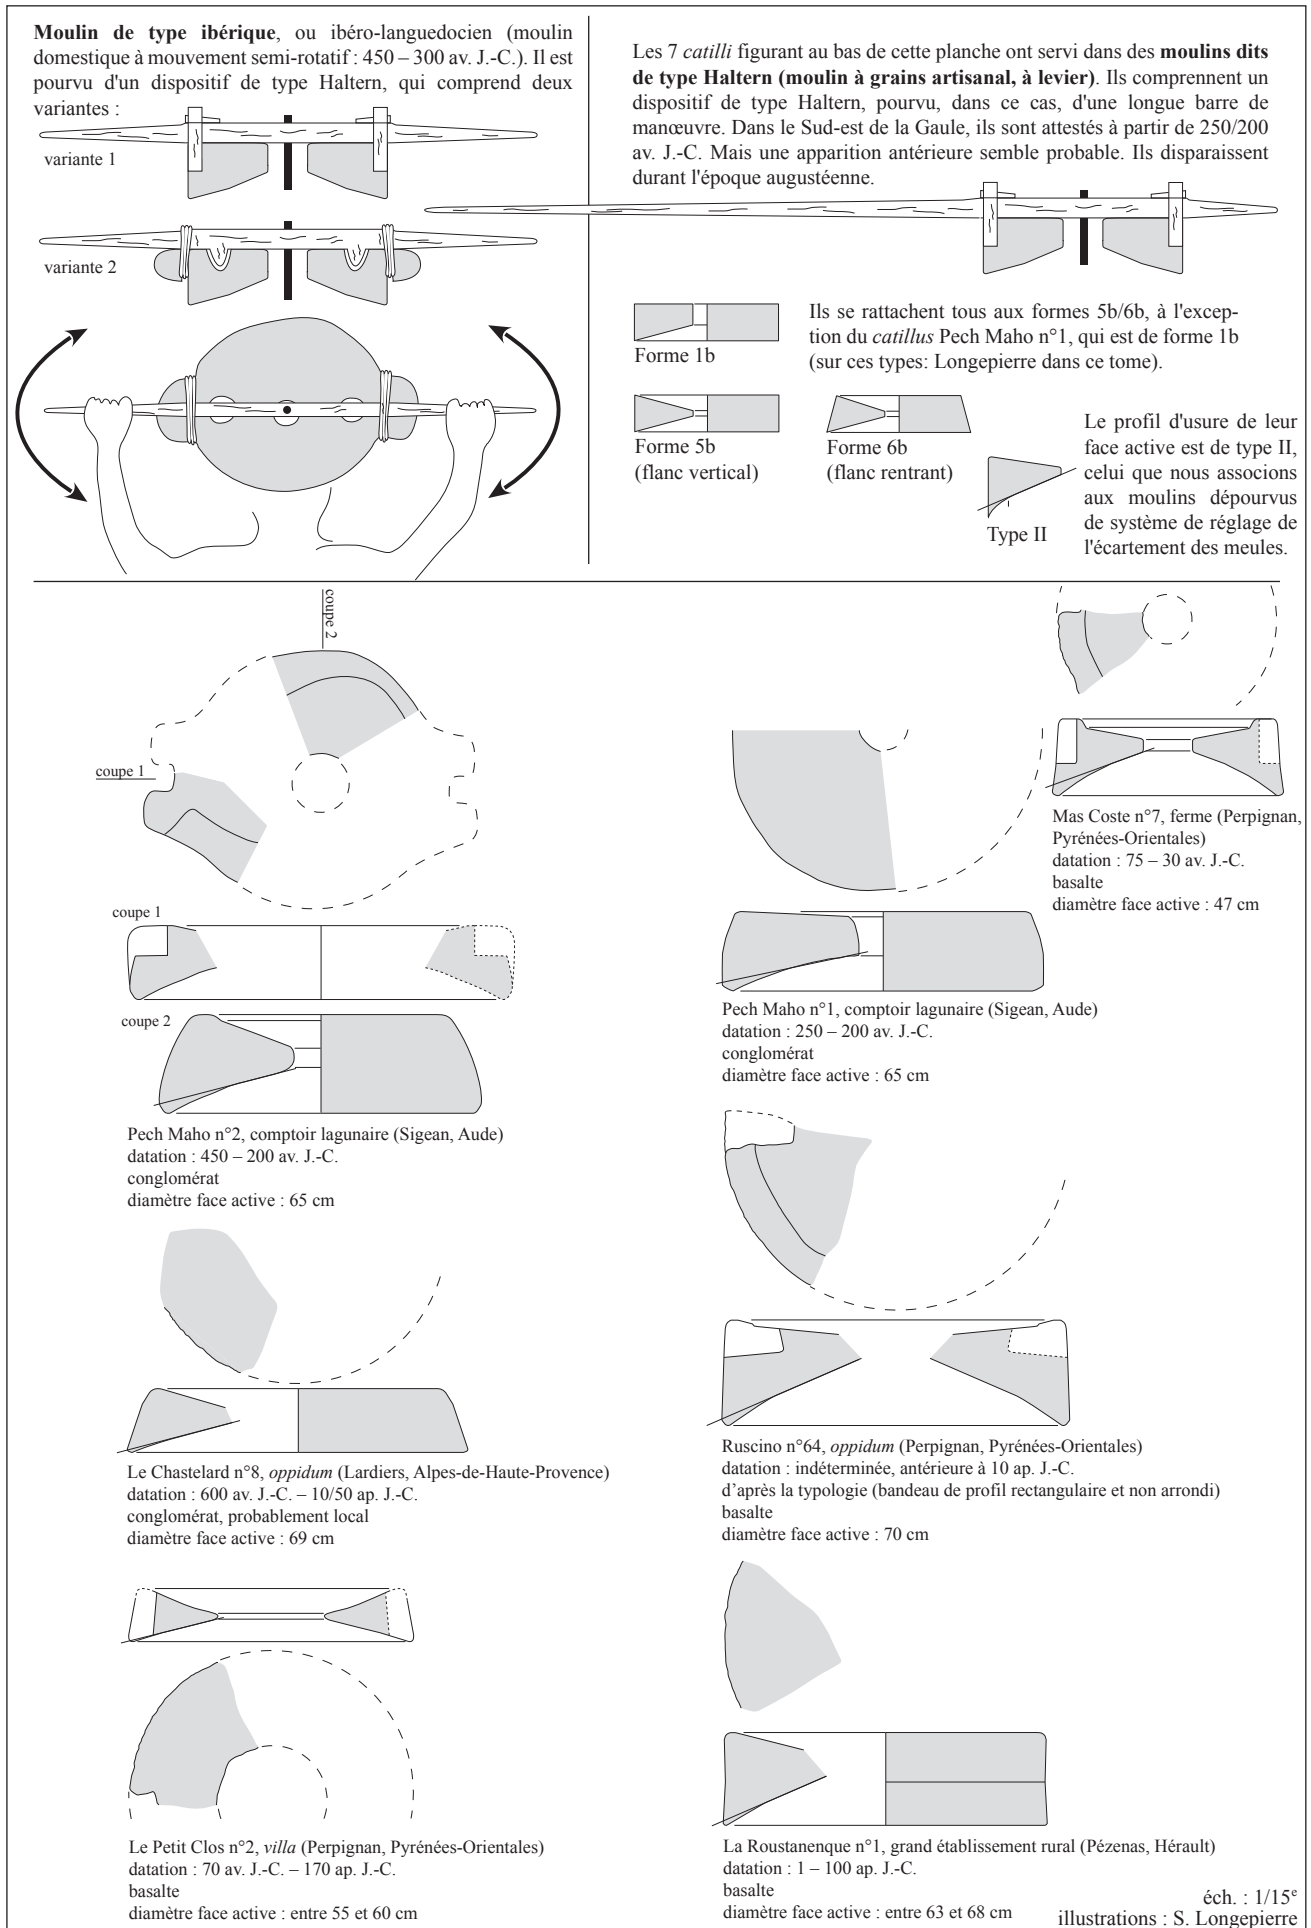 Moulin de type ibérique, ou ibéro-languedocien (moulin
domestique à mouvement semi-rotatif : 450 – 300 av. J.-C.). Il est
pourvu d'un dispositif de type Haltern, qui comprend deux
variantes :
variante 1
variante 2
Les 7 catilli figurant au bas de cette planche ont servi dans des moulins dits
de type Haltern (moulin à grains artisanal, à levier). Ils comprennent un
dispositif de type Haltern, pourvu, dans ce cas, d'une longue barre de
manœuvre. Dans le Sud-est de la Gaule, ils sont attestés à partir de 250/200
av. J.-C. Mais une apparition antérieure semble probable. Ils disparaissent
durant l'époque augustéenne.
Forme 1b
Ils se rattachent tous aux formes 5b/6b, à l'excep-
tion du catillus Pech Maho n°1, qui est de forme 1b
(sur ces types: Longepierre dans ce tome).
Forme 5b
(flanc vertical)
Forme 6b
(flanc rentrant)
Type II
Le profil d'usure de leur
face active est de type II,
celui que nous associons
aux moulins dépourvus
de système de réglage de
l'écartement des meules.
coupe 2
coupe 1
coupe 1
coupe 2
Pech Maho n°2, comptoir lagunaire (Sigean, Aude)
datation : 450 – 200 av. J.-C.
conglomérat
diamètre face active : 65 cm
Mas Coste n°7, ferme (Perpignan,
Pyrénées-Orientales)
datation : 75 – 30 av. J.-C.
basalte
diamètre face active : 47 cm
Pech Maho n°1, comptoir lagunaire (Sigean, Aude)
datation : 250 – 200 av. J.-C.
conglomérat
diamètre face active : 65 cm
Le Chastelard n°8, oppidum (Lardiers, Alpes-de-Haute-Provence)
datation : 600 av. J.-C. – 10/50 ap. J.-C.
conglomérat, probablement local
diamètre face active : 69 cm
Ruscino n°64, oppidum (Perpignan, Pyrénées-Orientales)
datation : indéterminée, antérieure à 10 ap. J.-C.
d’après la typologie (bandeau de profil rectangulaire et non arrondi)
basalte
diamètre face active : 70 cm
Le Petit Clos n°2, villa (Perpignan, Pyrénées-Orientales)
datation : 70 av. J.-C. – 170 ap. J.-C.
basalte
diamètre face active : entre 55 et 60 cm
La Roustanenque n°1, grand établissement rural (Pézenas, Hérault)
datation : 1 – 100 ap. J.-C.
basalte
diamètre face active : entre 63 et 68 cm
éch. : 1/15e
illustrations : S. Longepierre